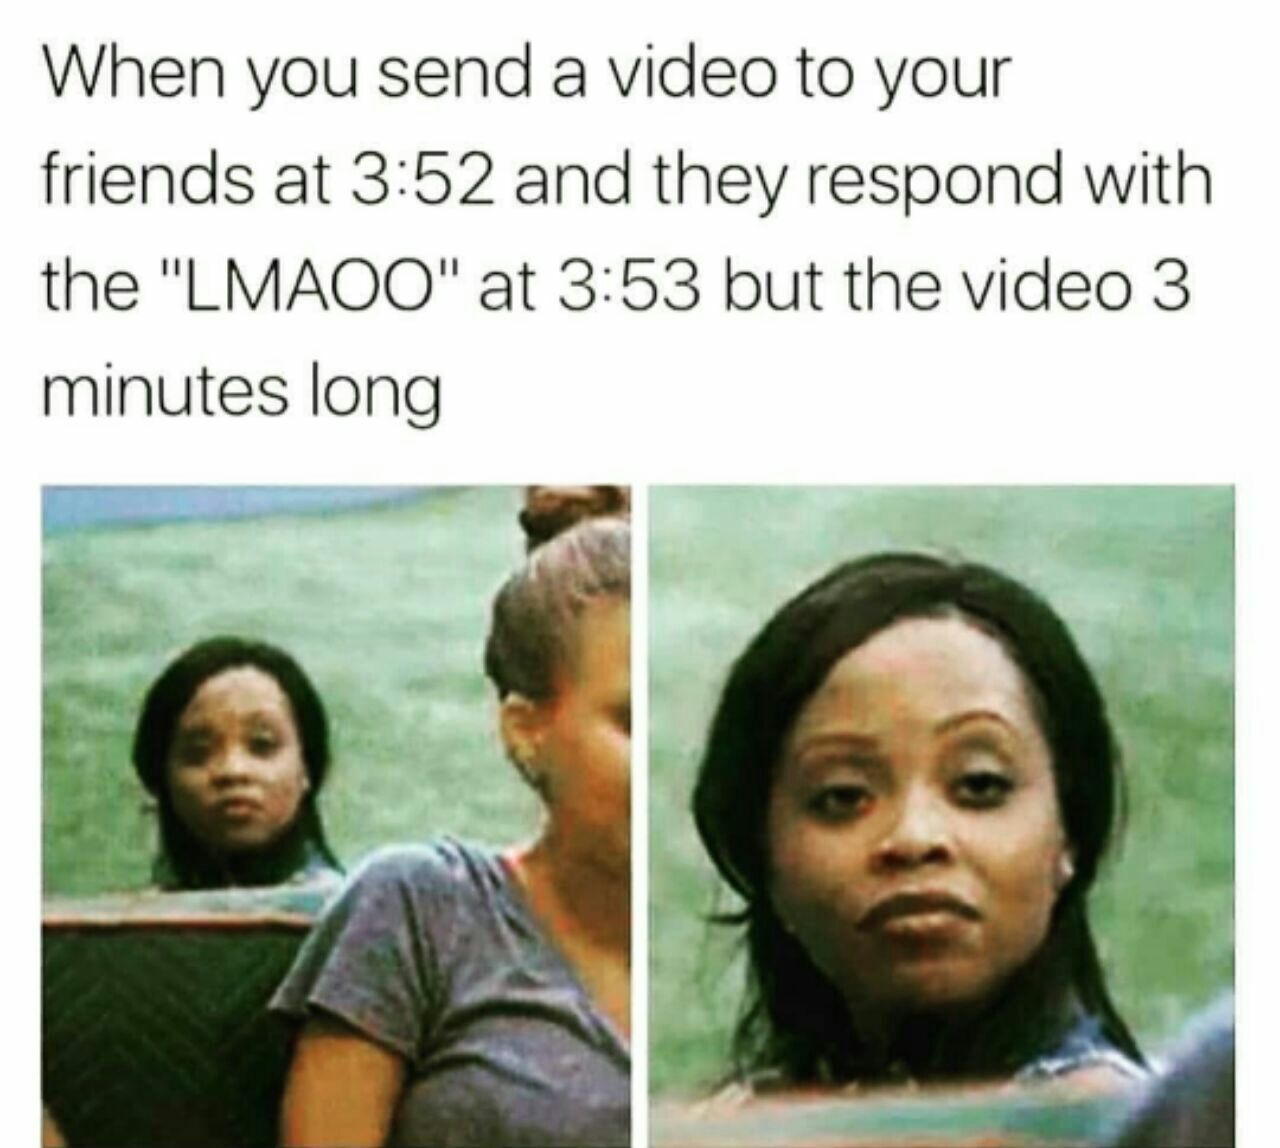 When you send a video to your
friends at 3:52 and they respond with
the "LMAOO" at 3:53 but the video 3
minutes long